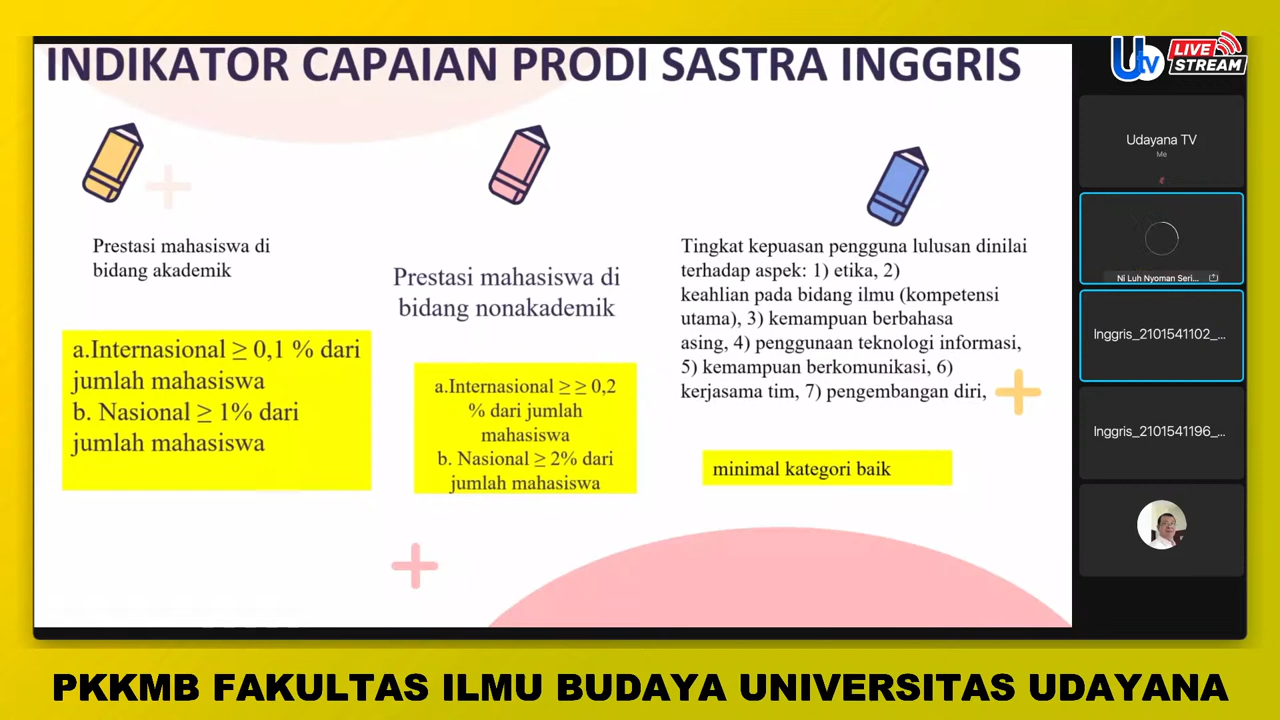 INDIKATOR CAPAIAN PRODI SASTRA INGGRIS
Prestasi mahasiswa di
bidang akademik
a.Internasional ≥ 0,1 % dari
jumlah mahasiswa
b. Nasional ≥ 1% dari
jumlah mahasiswa
Prestasi mahasiswa di
bidang nonakademik
a.Internasional ≥ ≥ 0,2
% dari jumlah
mahasiswa
b. Nasional ≥ 2% dari
jumlah mahasiswa
Tingkat kepuasan pengguna lulusan dinilai
terhadap aspek: 1) etika, 2)
keahlian pada bidang ilmu (kompetensi
utama), 3) kemampuan berbahasa
asing, 4) penggunaan teknologi informasi,
5) kemampuan berkomunikasi, 6)
kerjasama tim, 7) pengembangan diri,
minimal kategori baik
Utv
LIVE
STREAM
Udayana TV
Me
Ni Luh Nyoman Seri...
Inggris_2101541102_...
Inggris_2101541196_...
PKKMB FAKULTAS ILMU BUDAYA UNIVERSITAS UDAYANA